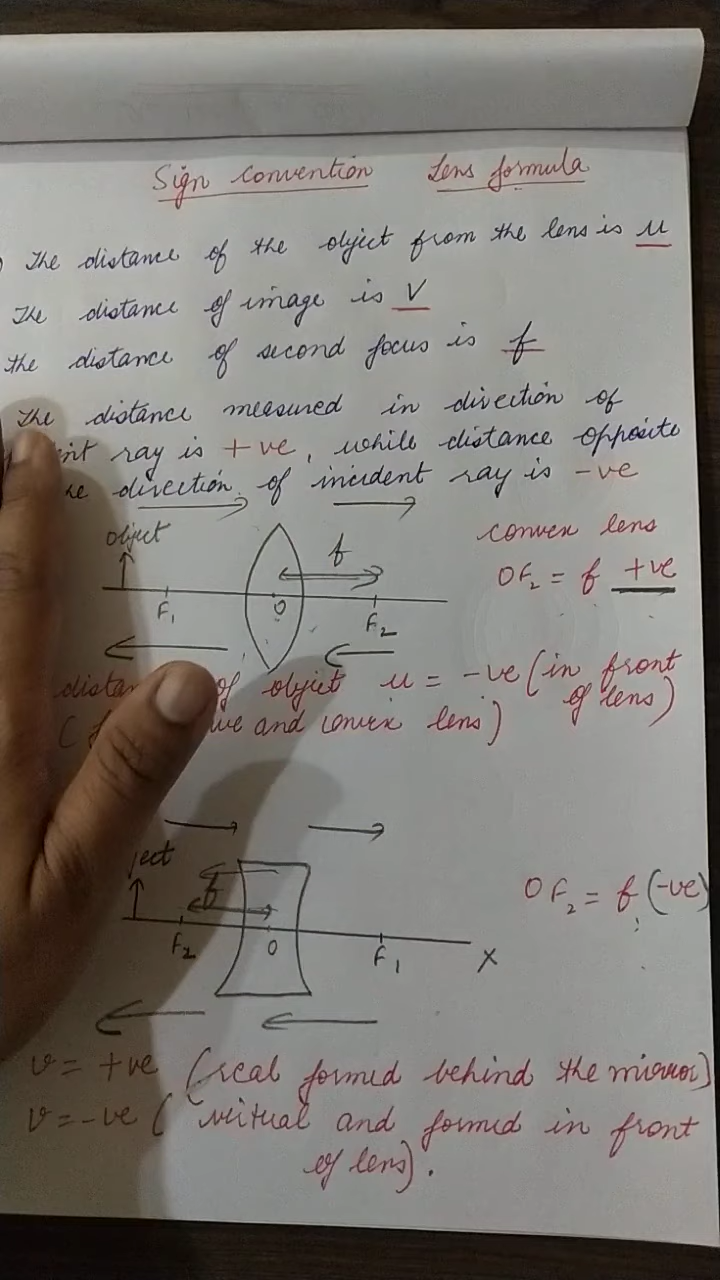 Sign convention Lens formula
The distance of the object from the lens is u
The distance of image is V
the distance of second focus is f
The distance measured in direction of
nt ray is +ve, while distance opposite
direction of incident ray is -ve
Object
f
convex lens
OF2 = f +ve
F1 O F2
of object u = -ve (in front
of lens)
and convex lens)
ject
f
OF2 = f (-ve)
F2 O F1 X
v = +ve (real formed behind the mirror)
v = -ve ( virtual and formed in front
of lens).